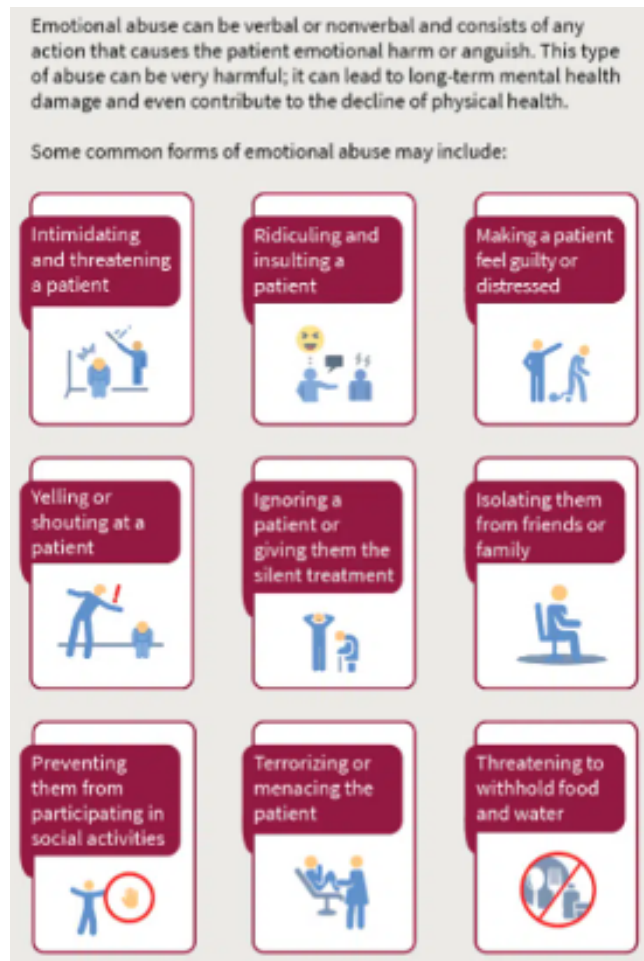 Emotional abuse can be verbal or nonverbal and consists of any
action that causes the patient emotional harm or anguish. This type
of abuse can be very harmful; it can lead to long-term mental health
damage and even contribute to the decline of physical health.
Some common forms of emotional abuse may include:
Intimidating
and threatening
a patient
Ridiculing and
insulting a
patient
Making a patient
feel guilty or
distressed
Yelling or
shouting at a
patient
Ignoring a
patient or
giving them the
silent treatment
Isolating them
from friends or
family
Preventing
them from
participating in
social activities
Terrorizing or
menacing the
patient
Threatening to
withhold food
and water